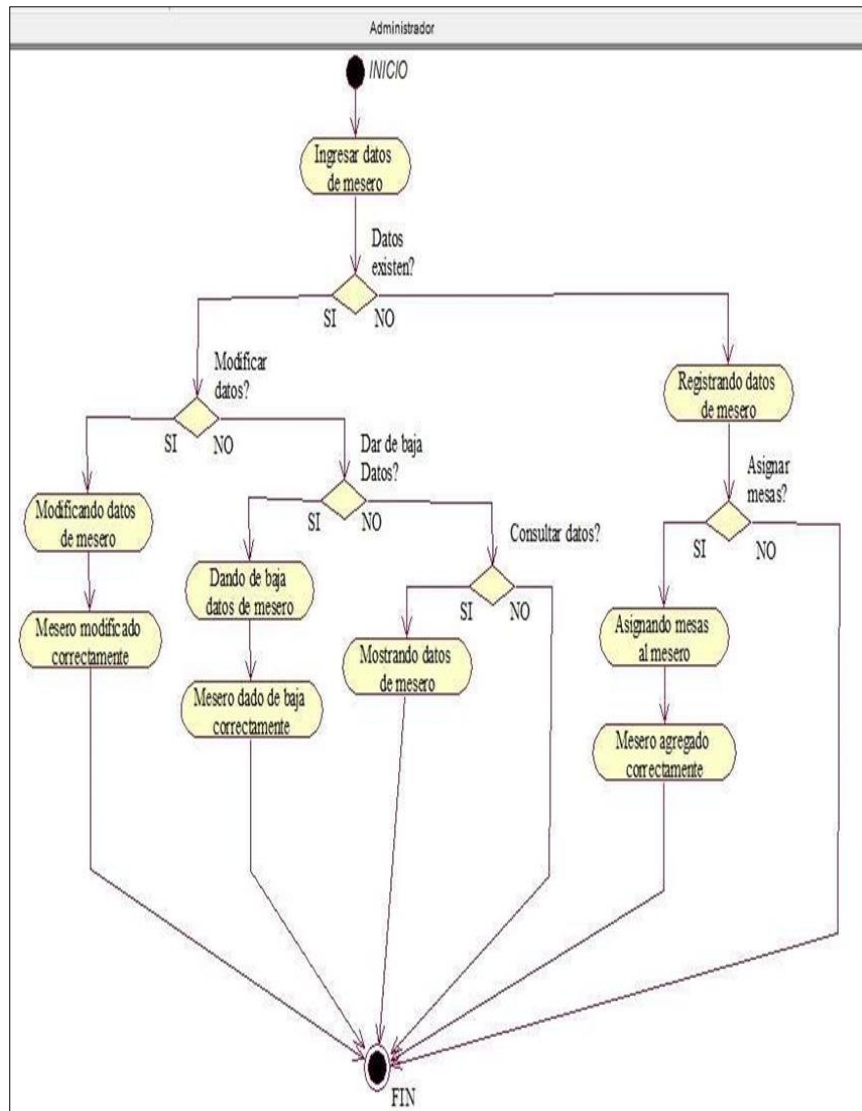 Administrador
INICIO
Ingresar datos
de mesero
Datos
existen?
SI
NO
Modificar
datos?
SI
NO
Registrando datos
de mesero
Dar de baja
Datos?
SI
NO
Asignar
mesas?
SI
NO
Modificando datos
de mesero
Consultar datos?
SI
NO
Dando de baja
datos de mesero
Mesero modificado
correctamente
Asignando mesas
al mesero
Mostrando datos
de mesero
Mesero dado de baja
correctamente
Mesero agregado
correctamente
FIN